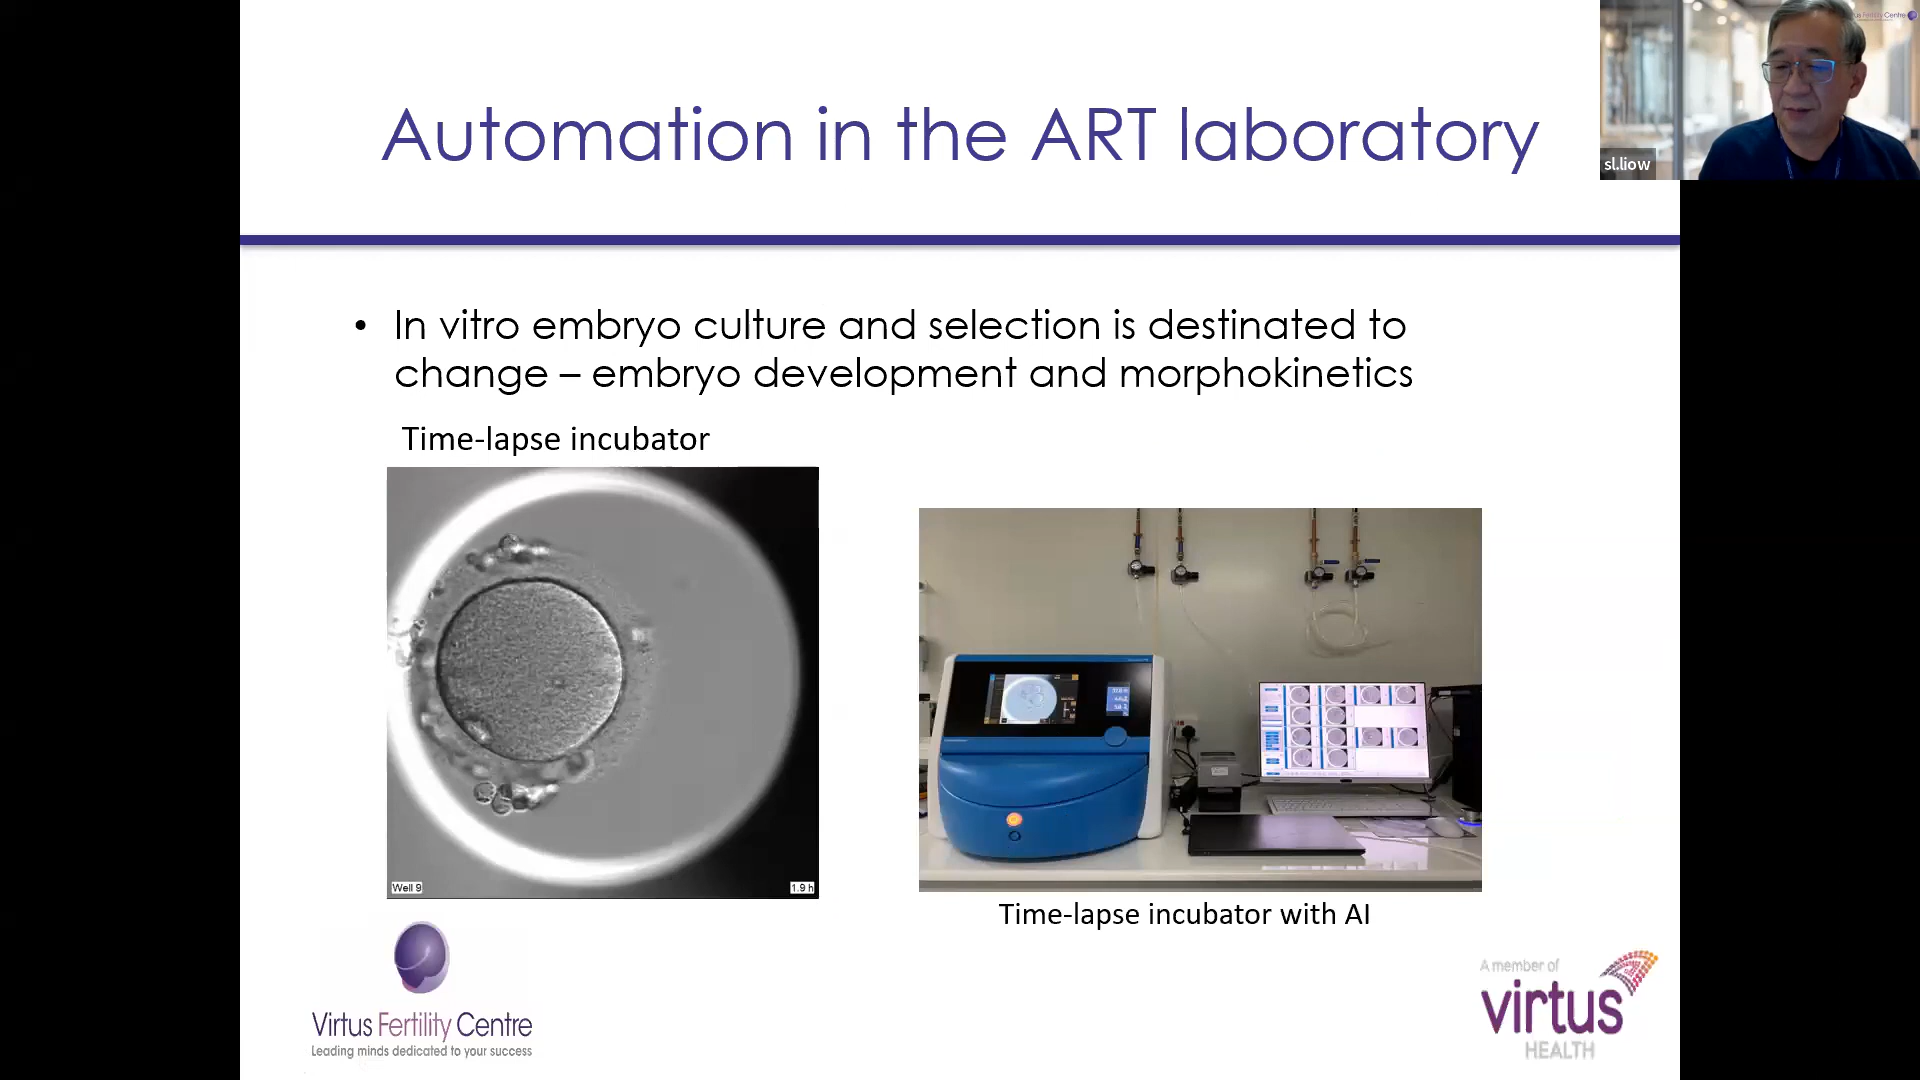 Automation in the ART laboratory
sl.liow
• In vitro embryo culture and selection is destinated to
change – embryo development and morphokinetics
Time-lapse incubator
Well 9
1.9 h
Time-lapse incubator with AI
Virtus Fertility Centre
Leading minds dedicated to your success
A member of
virtus
HEALTH